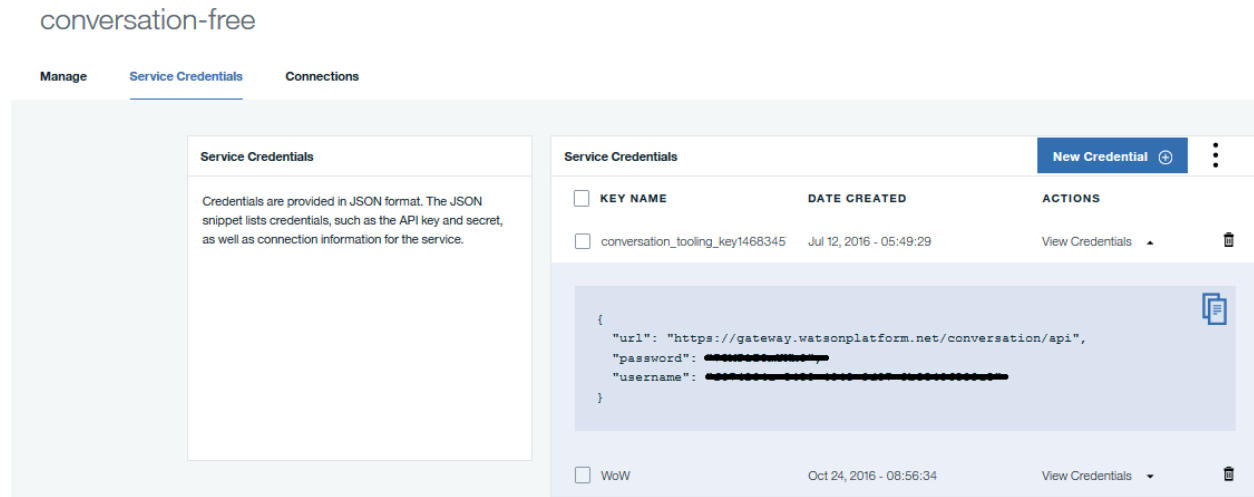 conversation-free
Manage Service Credentials Connections
Service Credentials
Credentials are provided in JSON format. The JSON
snippet lists credentials, such as the API key and secret,
as well as connection information for the service.
Service Credentials New Credential
KEY NAME DATE CREATED ACTIONS
conversation_tooling_key1468345 Jul 12, 2016 - 05:49:29 View Credentials
{
"url": "https://gateway.watsonplatform.net/conversation/api",
"password":
"username":
}
WoW Oct 24, 2016 - 08:56:34 View Credentials